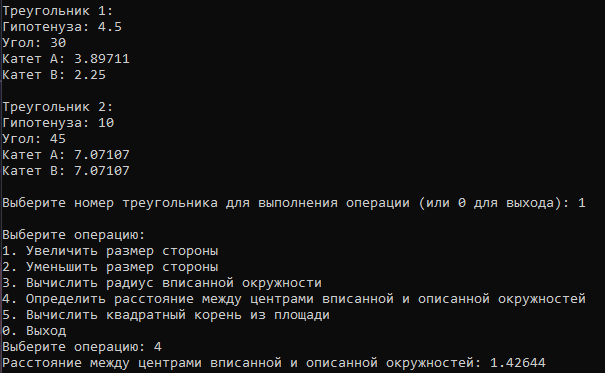 Треугольник 1:
Гипотенуза: 4.5
Угол: 30
Катет A: 3.89711
Катет B: 2.25
Треугольник 2:
Гипотенуза: 10
Угол: 45
Катет A: 7.07107
Катет B: 7.07107
Выберите номер треугольника для выполнения операции (или 0 для выхода): 1
Выберите операцию:
1. Увеличить размер стороны
2. Уменьшить размер стороны
3. Вычислить радиус вписанной окружности
4. Определить расстояние между центрами вписанной и описанной окружностей
5. Вычислить квадратный корень из площади
0. Выход
Выберите операцию: 4
Расстояние между центрами вписанной и описанной окружностей: 1.42644